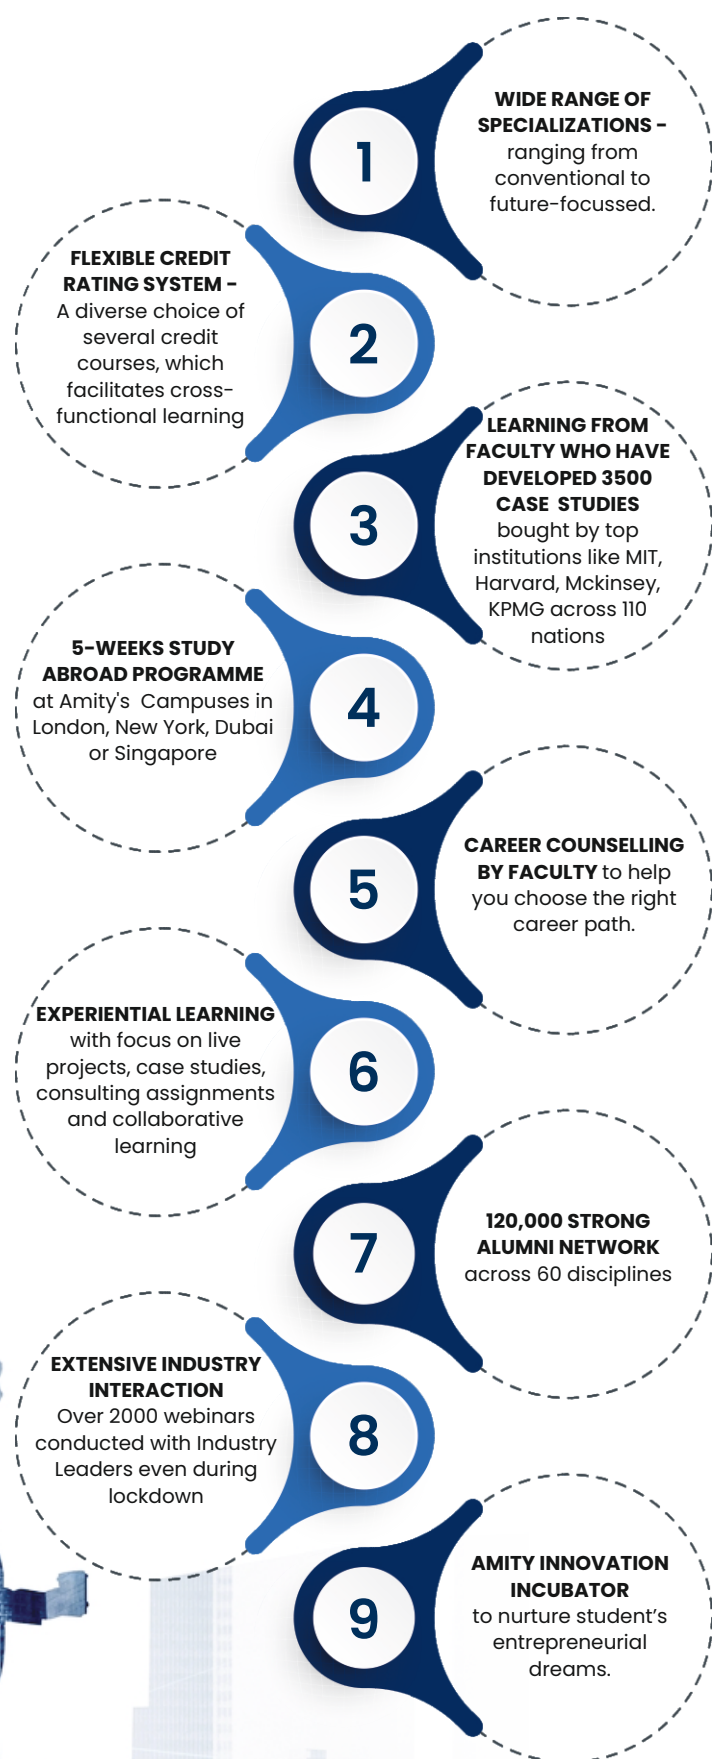 1
WIDE RANGE OF
SPECIALIZATIONS -
ranging from
conventional to
future-focussed.
2
FLEXIBLE CREDIT
RATING SYSTEM -
A diverse choice of
several credit
courses, which
facilitates cross-
functional learning
3
LEARNING FROM
FACULTY WHO HAVE
DEVELOPED 3500
CASE STUDIES
bought by top
institutions like MIT,
Harvard, Mckinsey,
KPMG across 110
nations
4
5-WEEKS STUDY
ABROAD PROGRAMME
at Amity's Campuses in
London, New York, Dubai
or Singapore
5
CAREER COUNSELLING
BY FACULTY to help
you choose the right
career path.
6
EXPERIENTIAL LEARNING
with focus on live
projects, case studies,
consulting assignments
and collaborative
learning
7
120,000 STRONG
ALUMNI NETWORK
across 60 disciplines
8
EXTENSIVE INDUSTRY
INTERACTION
Over 2000 webinars
conducted with Industry
Leaders even during
lockdown
9
AMITY INNOVATION
INCUBATOR
to nurture student’s
entrepreneurial
dreams.